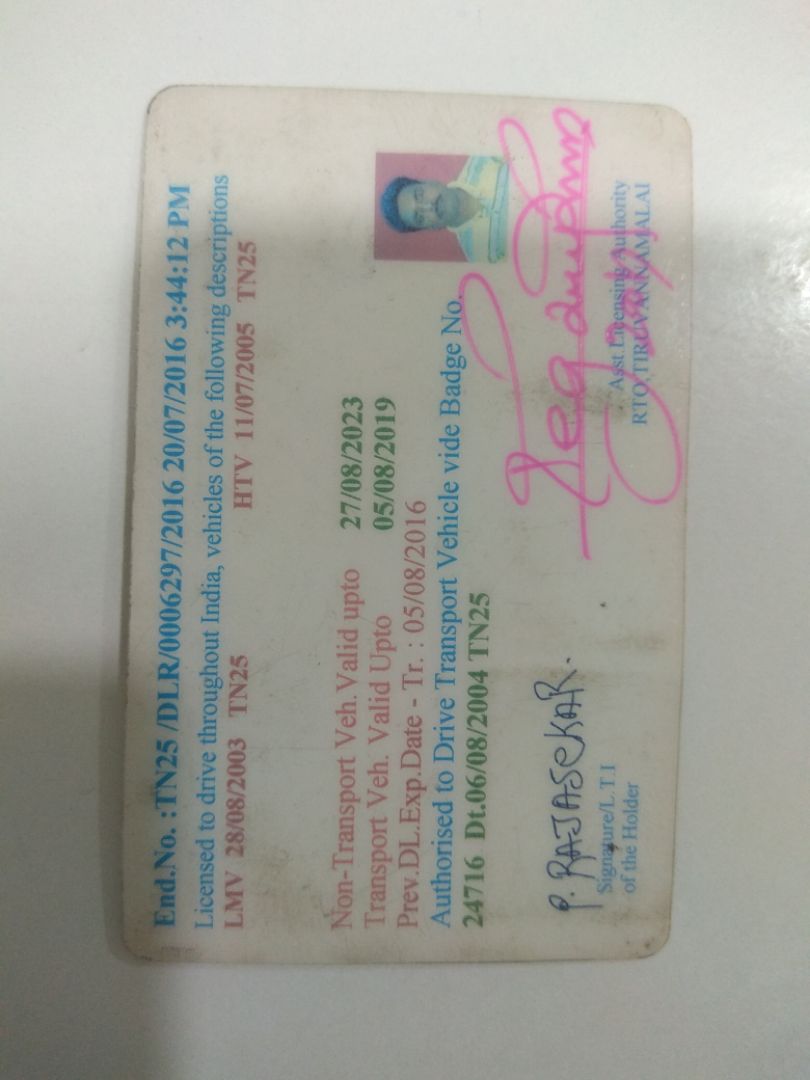 End.No. :TN25 /DLR/0006297/2016 20/07/2016 3:44:12 PM
Licensed to drive throughout India, vehicles of the following descriptions
LMV 28/08/2003 TN25 HTV 11/07/2005 TN25
Non-Transport Veh.Valid upto 27/08/2023
Transport Veh. Valid Upto 05/08/2019
Prev.DL.Exp.Date - Tr. : 05/08/2016
Authorised to Drive Transport Vehicle vide Badge No.
24716 Dt.06/08/2004 TN25
P. RAJASEKAR.
Signature/L.T.I
of the Holder
Asst.Licensing Authority
RTO,TIRUVANNAMALAI